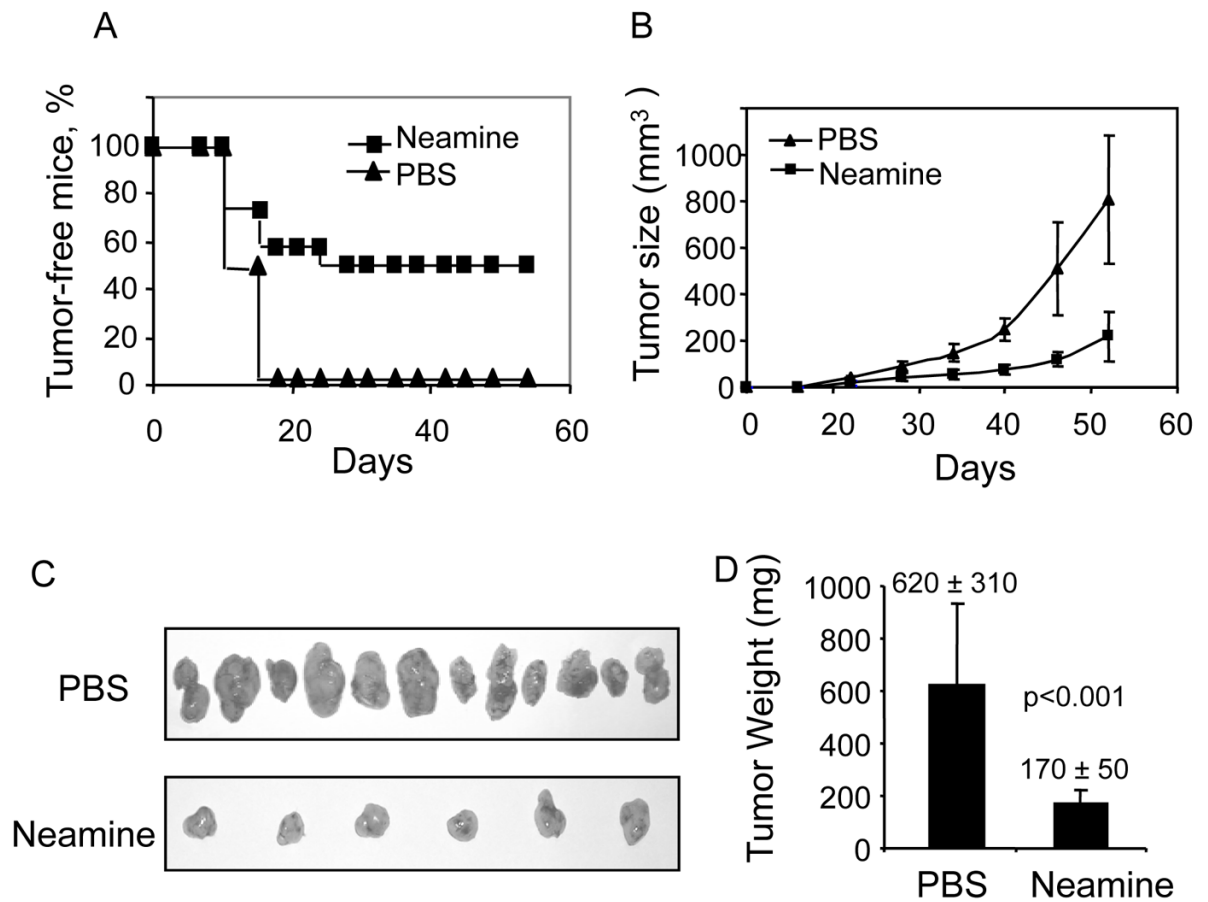 A
Tumor-free mice, %
100
80
60
40
20
0
Neamine
PBS
0 20 40 60
Days
B
Tumor size (mm³ )
1000
800
600
400
200
0
PBS
Neamine
0 20 30 40 50 60
Days
C
PBS
Neamine
D
Tumor Weight (mg)
1000
800
600
400
200
0
620 ± 310
p<0.001
170 ± 50
PBS Neamine